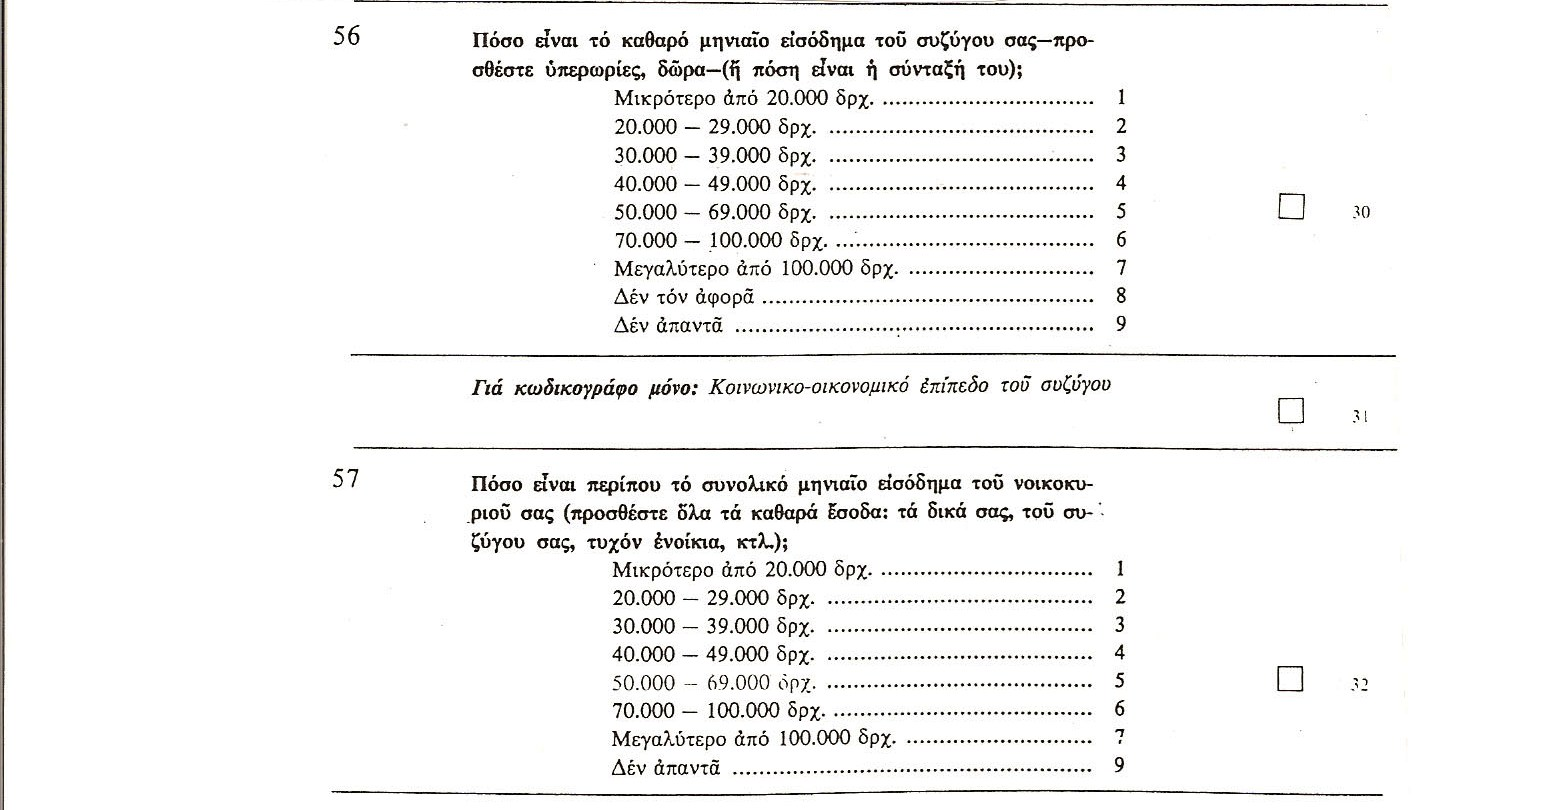 56 Πόσο εἶναι τό καθαρό μηνιαῖο εἰσόδημα τοῦ συζύγου σας—προ-
σθέστε ὑπερωρίες, δῶρα—(ἤ πόση εἶναι ἡ σύνταξή του);
Μικρότερο ἀπό 20.000 δρχ. ................................ 1
20.000 — 29.000 δρχ. ........................................ 2
30.000 — 39.000 δρχ. ........................................ 3
40.000 — 49.000 δρχ. ........................................ 4
50.000 — 69.000 δρχ. ........................................ 5 30
70.000 — 100.000 δρχ. ....................................... 6
Μεγαλύτερο ἀπό 100.000 δρχ. ............................ 7
Δέν τόν ἀφορᾶ .................................................. 8
Δέν ἀπαντᾶ ...................................................... 9
Γιά κωδικογράφο μόνο: Κοινωνικο-οικονομικό ἐπίπεδο τοῦ συζύγου
31
57 Πόσο εἶναι περίπου τό συνολικό μηνιαῖο εἰσόδημα τοῦ νοικοκυ-
ριοῦ σας (προσθέστε ὅλα τά καθαρά ἔσοδα: τά δικά σας, τοῦ συ-
ζύγου σας, τυχόν ἐνοίκια, κτλ.);
Μικρότερο ἀπό 20.000 δρχ. ................................ 1
20.000 — 29.000 δρχ. ........................................ 2
30.000 — 39.000 δρχ. ........................................ 3
40.000 — 49.000 δρχ. ........................................ 4
50.000 — 69.000 δρχ. ........................................ 5 32
70.000 — 100.000 δρχ. ....................................... 6
Μεγαλύτερο ἀπό 100.000 δρχ. ............................ 7
Δέν ἀπαντᾶ ...................................................... 9